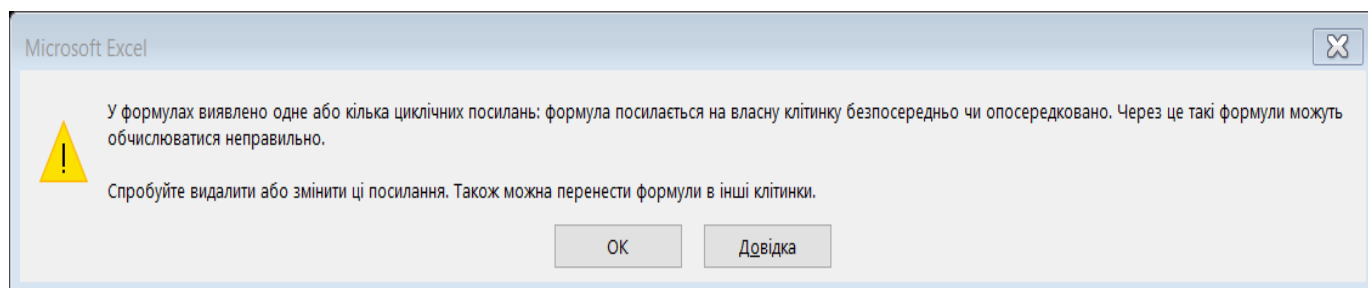 Microsoft Excel
У формулах виявлено одне або кілька циклічних посилань: формула посилається на власну клітинку безпосередньо чи опосередковано. Через це такі формули можуть
обчислюватися неправильно.
Спробуйте видалити або змінити ці посилання. Також можна перенести формули в інші клітинки.
ОК
Довідка